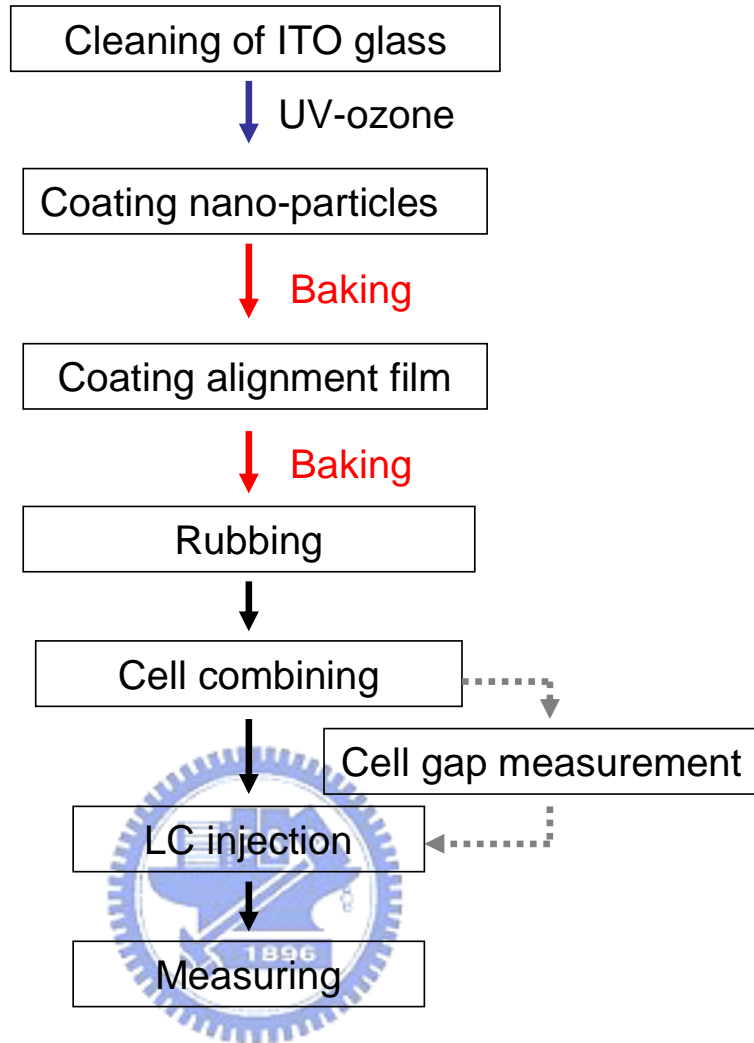 Cleaning of ITO glass
UV-ozone
Coating nano-particles
Baking
Coating alignment film
Baking
Rubbing
Cell combining
Cell gap measurement
LC injection
1896
Measuring